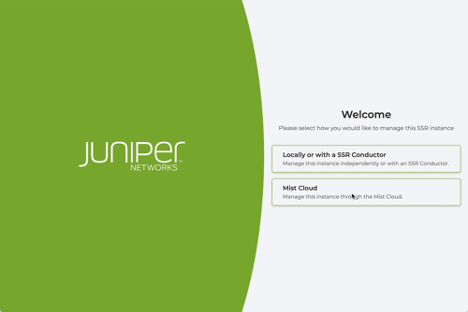 JUNIPER
NETWORKS
Welcome
Please select how you would like to manage this SSR instance
Locally or with a SSR Conductor
Manage this instance independently or with an SSR Conductor.
Mist Cloud
Manage this instance through the Mist Cloud.